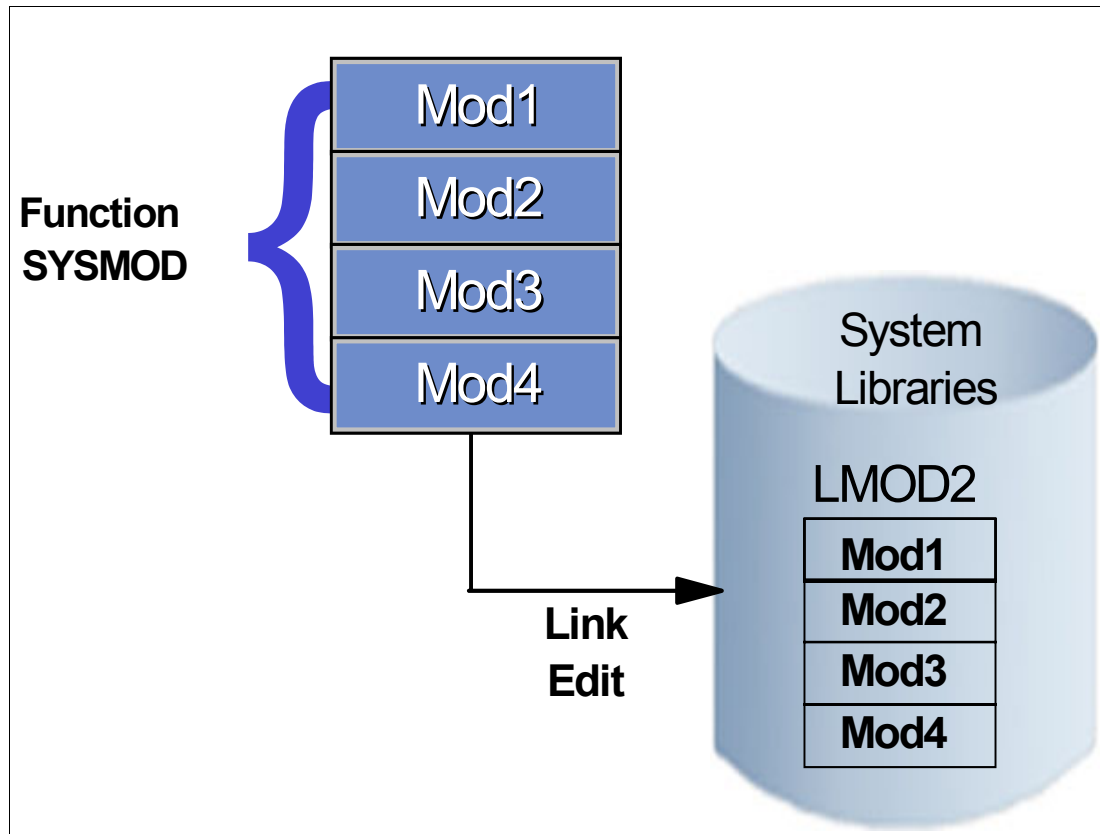 Mod1
Mod2
Mod3
Mod4
Function
SYSMOD
Link
Edit
System
Libraries
LMOD2
Mod1
Mod2
Mod3
Mod4